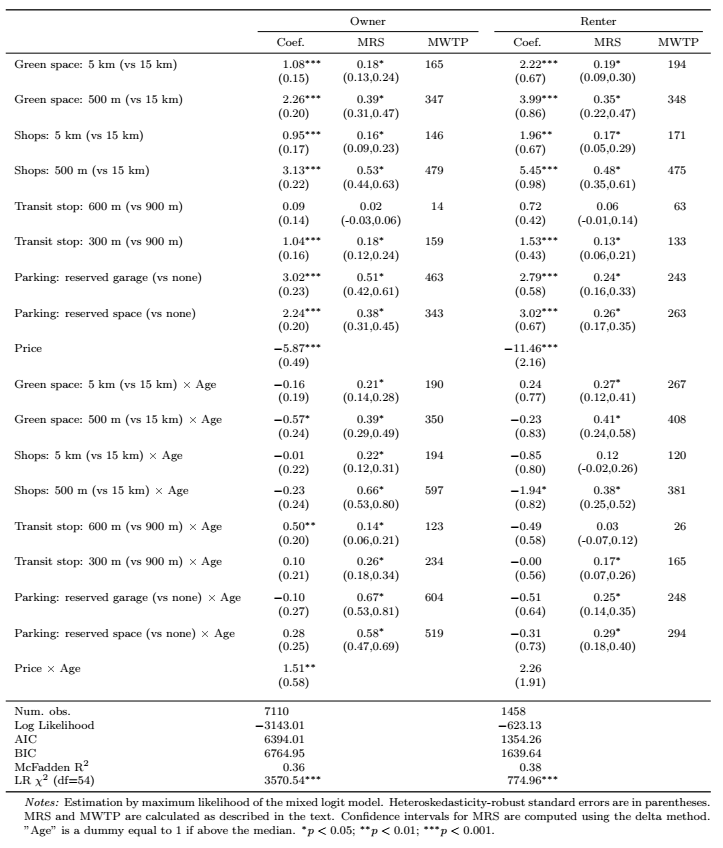 Owner Renter
Coef. MRS MWTP Coef. MRS MWTP
Green space: 5 km (vs 15 km) 1.08*** 0.18* 165 2.22*** 0.19* 194
(0.15) (0.13,0.24) (0.67) (0.09,0.30)
Green space: 500 m (vs 15 km) 2.26*** 0.39* 347 3.99*** 0.35* 348
(0.20) (0.31,0.47) (0.86) (0.22,0.47)
Shops: 5 km (vs 15 km) 0.95*** 0.16* 146 1.96** 0.17* 171
(0.17) (0.09,0.23) (0.67) (0.05,0.29)
Shops: 500 m (vs 15 km) 3.13*** 0.53* 479 5.45*** 0.48* 475
(0.22) (0.44,0.63) (0.98) (0.35,0.61)
Transit stop: 600 m (vs 900 m) 0.09 0.02 14 0.72 0.06 63
(0.14) (-0.03,0.06) (0.42) (-0.01,0.14)
Transit stop: 300 m (vs 900 m) 1.04*** 0.18* 159 1.53*** 0.13* 133
(0.16) (0.12,0.24) (0.43) (0.06,0.21)
Parking: reserved garage (vs none) 3.02*** 0.51* 463 2.79*** 0.24* 243
(0.23) (0.42,0.61) (0.58) (0.16,0.33)
Parking: reserved space (vs none) 2.24*** 0.38* 343 3.02*** 0.26* 263
(0.20) (0.31,0.45) (0.67) (0.17,0.35)
Price −5.87*** −11.46***
(0.49) (2.16)
Green space: 5 km (vs 15 km) × Age −0.16 0.21* 190 0.24 0.27* 267
(0.19) (0.14,0.28) (0.77) (0.12,0.41)
Green space: 500 m (vs 15 km) × Age −0.57* 0.39* 350 −0.23 0.41* 408
(0.24) (0.29,0.49) (0.83) (0.24,0.58)
Shops: 5 km (vs 15 km) × Age −0.01 0.22* 194 −0.85 0.12 120
(0.22) (0.12,0.31) (0.80) (-0.02,0.26)
Shops: 500 m (vs 15 km) × Age −0.23 0.66* 597 −1.94* 0.38* 381
(0.24) (0.53,0.80) (0.82) (0.25,0.52)
Transit stop: 600 m (vs 900 m) × Age 0.50** 0.14* 123 −0.49 0.03 26
(0.20) (0.06,0.21) (0.58) (-0.07,0.12)
Transit stop: 300 m (vs 900 m) × Age 0.10 0.26* 234 −0.00 0.17* 165
(0.21) (0.18,0.34) (0.56) (0.07,0.26)
Parking: reserved garage (vs none) × Age −0.10 0.67* 604 −0.51 0.25* 248
(0.27) (0.53,0.81) (0.64) (0.14,0.35)
Parking: reserved space (vs none) × Age 0.28 0.58* 519 −0.31 0.29* 294
(0.25) (0.47,0.69) (0.73) (0.18,0.40)
Price × Age 1.51** 2.26
(0.58) (1.91)
Num. obs. 7110 1458
Log Likelihood −3143.01 −623.13
AIC 6394.01 1354.26
BIC 6764.95 1639.64
McFadden R² 0.36 0.38
LR χ² (df=54) 3570.54*** 774.96***
Notes: Estimation by maximum likelihood of the mixed logit model. Heteroskedasticity-robust standard errors are in parentheses.
MRS and MWTP are calculated as described in the text. Confidence intervals for MRS are computed using the delta method.
"Age" is a dummy equal to 1 if above the median. *p < 0.05; **p < 0.01; ***p < 0.001.